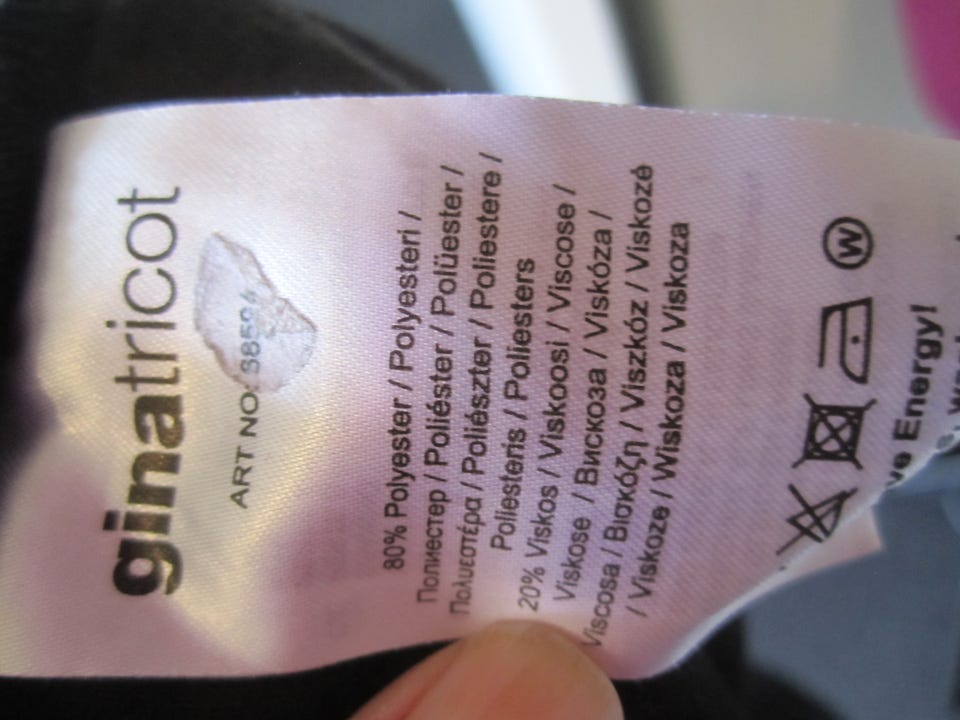 ginatricot
ART NO:
80% Polyester / Polyesteri /
Полиестер / Poliéster / Polüester /
Πολυεστέρα / Poliészter / Poliestere /
Poliesteris / Poliesters
20% Viskos / Viskoosi / Viscose /
Viskose / Вискоза / Viskóza /
Viscosa / Βισκόζη / Viszkóz / Viskozė
/ Viskoze / Wiskoza / Viskoza
W
ve Energy!